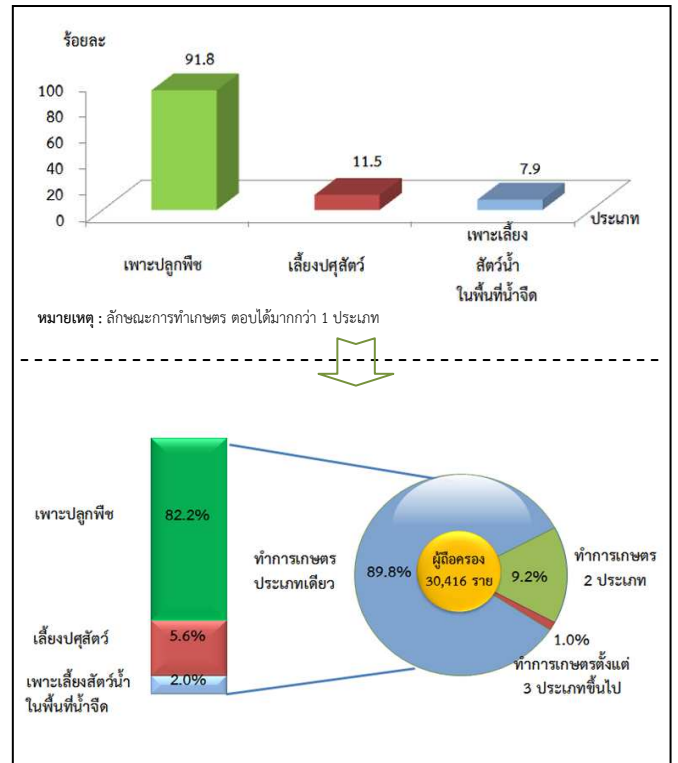 ร้อยละ
91.8
100
80
60
40
20
0
11.5
7.9
ประเภท
เพาะปลูกพืช
เลี้ยงปศุสัตว์
เพาะเลี้ยง
สัตว์น้ำ
ในพื้นที่น้ำจืด
หมายเหตุ : ลักษณะการทำเกษตร ตอบได้มากกว่า 1 ประเภท
เพาะปลูกพืช
82.2%
เลี้ยงปศุสัตว์
5.6%
เพาะเลี้ยงสัตว์น้ำ
ในพื้นที่น้ำจืด
2.0%
ทำการเกษตร
ประเภทเดียว
89.8%
ผู้ถือครอง
30,416 ราย
9.2%
ทำการเกษตร
2 ประเภท
1.0%
ทำการเกษตรตั้งแต่
3 ประเภทขึ้นไป